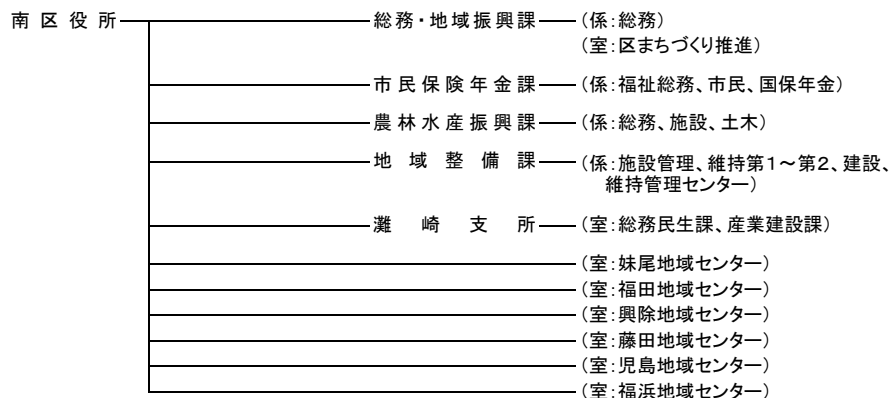 南区役所 総務・地域振興課 (係:総務)
(室:区まちづくり推進)
市民保険年金課 (係:福祉総務、市民、国保年金)
農林水産振興課 (係:総務、施設、土木)
地域整備課 (係:施設管理、維持第1～第2、建設、
維持管理センター)
灘崎支所 (室:総務民生課、産業建設課)
(室:妹尾地域センター)
(室:福田地域センター)
(室:興除地域センター)
(室:藤田地域センター)
(室:児島地域センター)
(室:福浜地域センター)